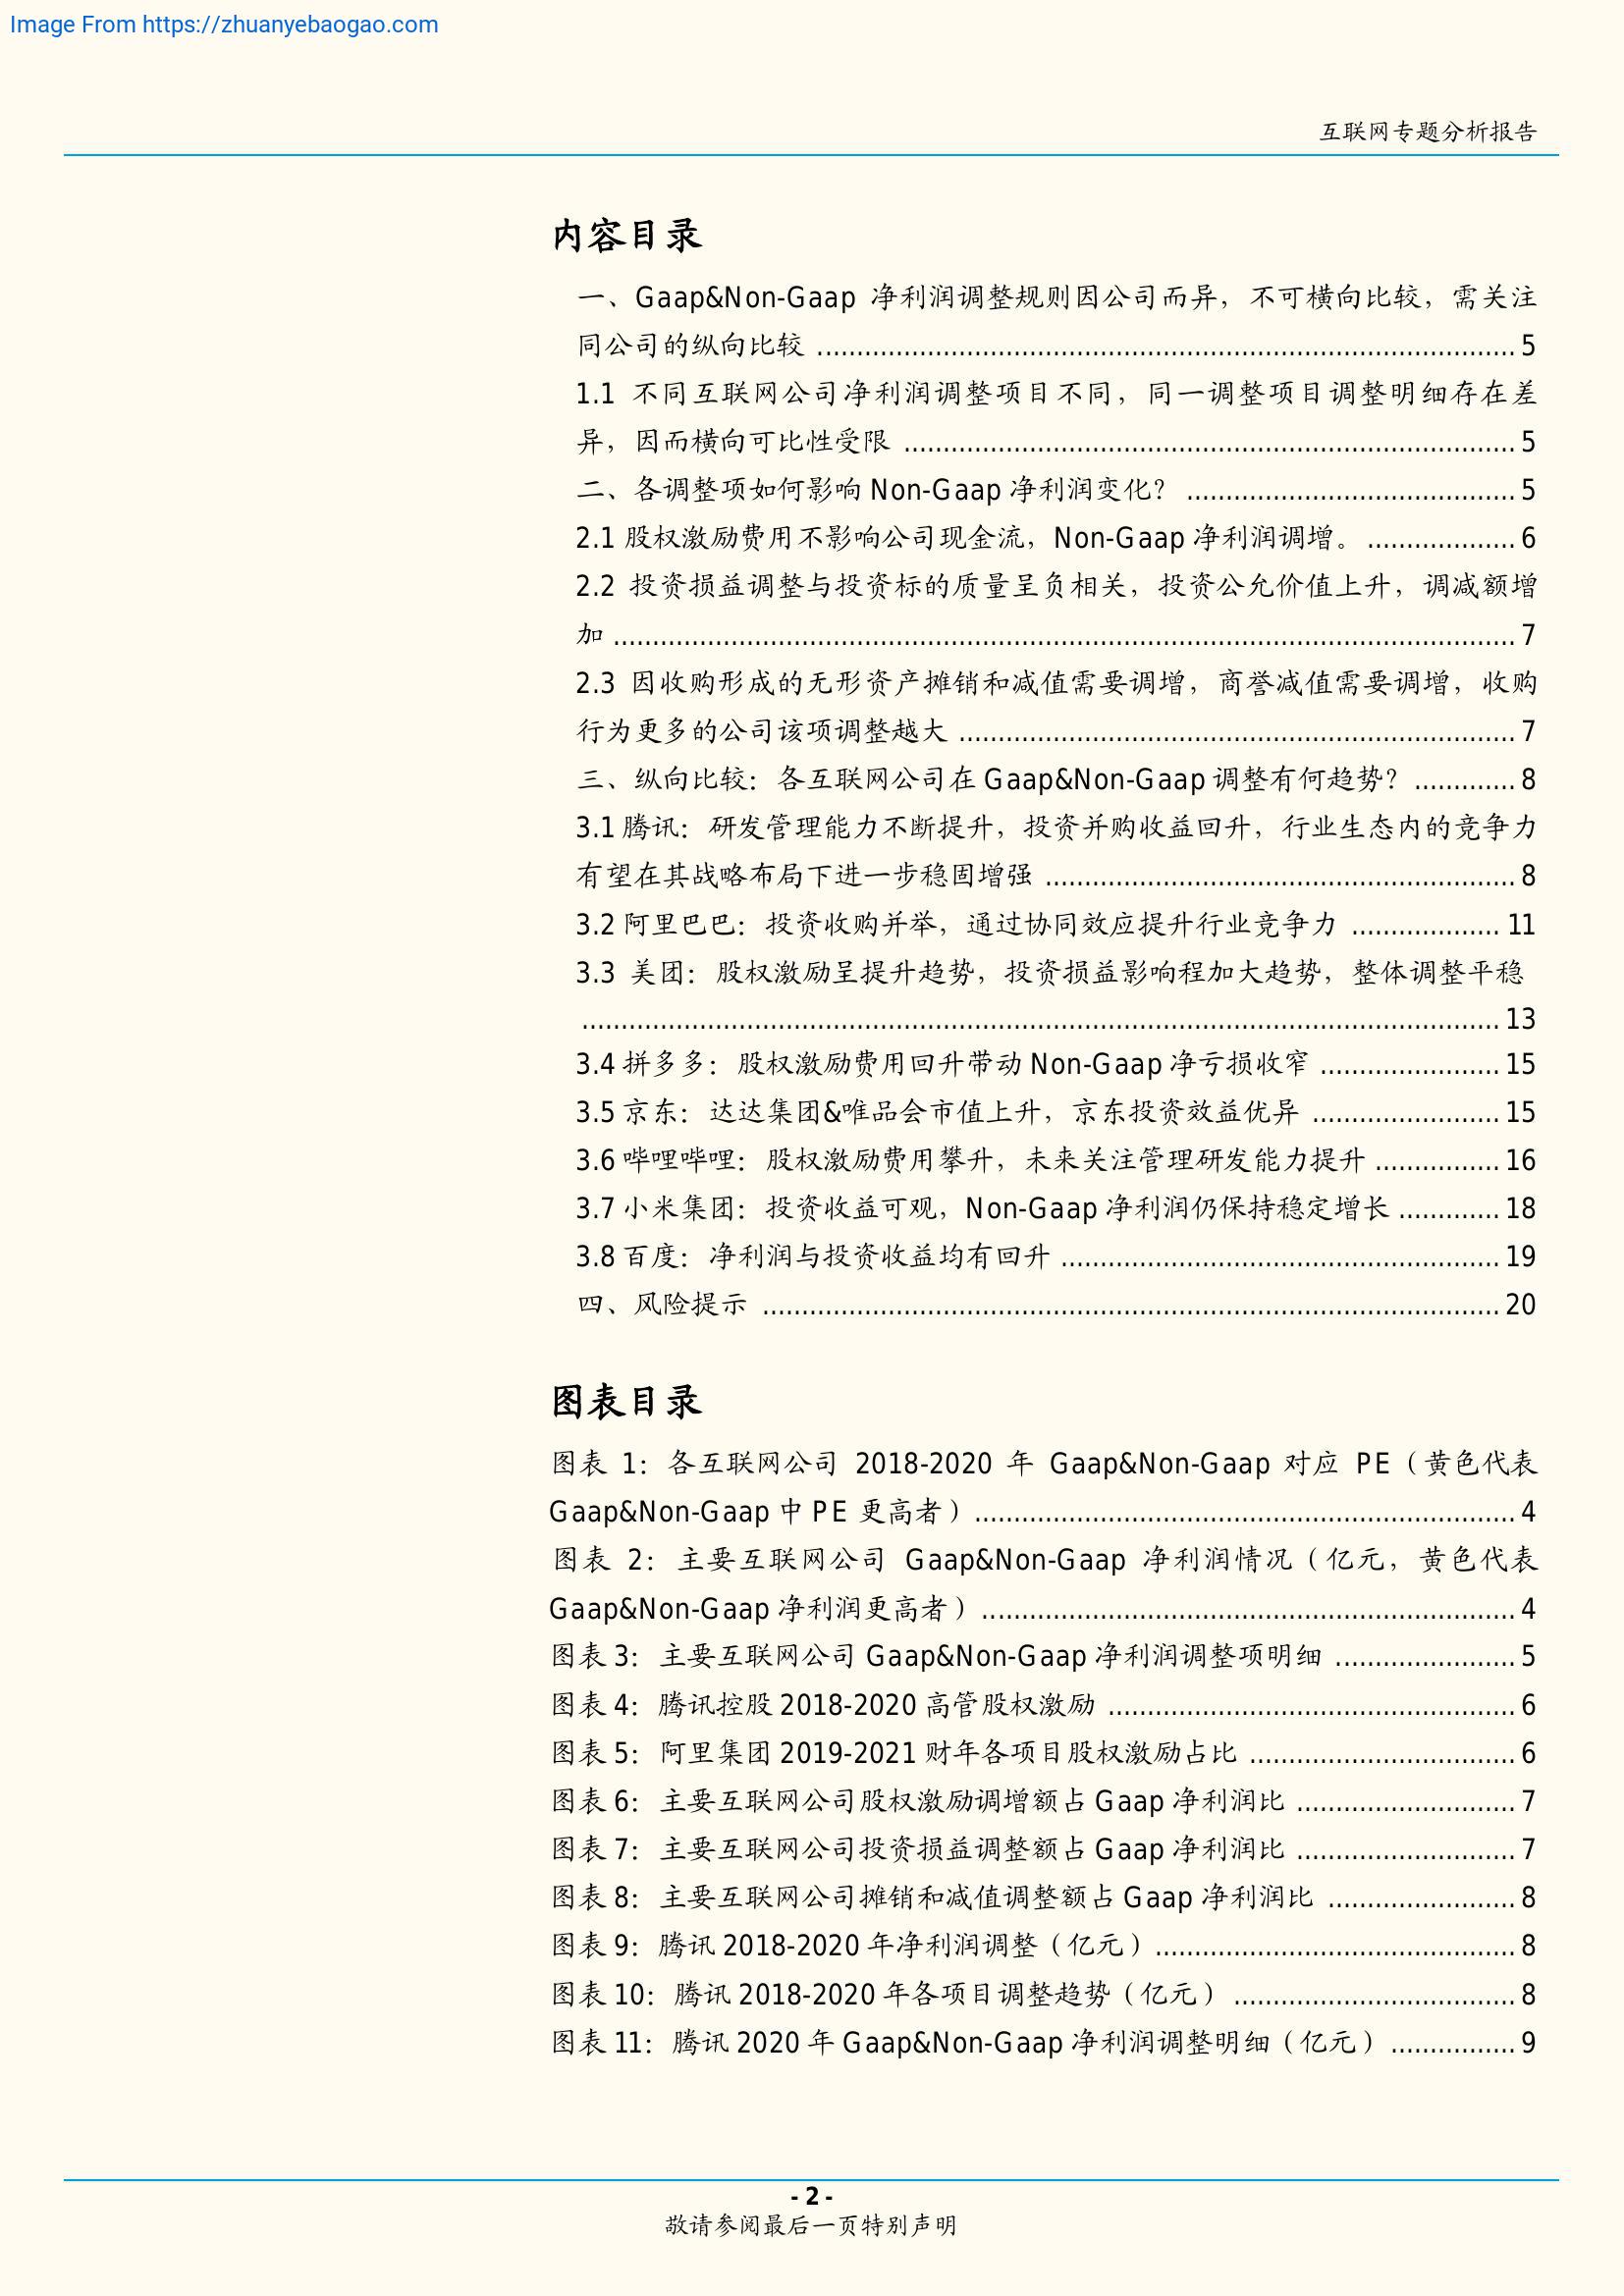 Image From https://zhuanyebaogao.com
互联网专题分析报告
内容目录
一、Gaap&Non-Gaap 净利润调整规则因公司而异，不可横向比较，需关注
同公司的纵向比较 ........................................................................................ 5
1.1 不同互联网公司净利润调整项目不同，同一调整项目调整明细存在差
异，因而横向可比性受限 .............................................................................. 5
二、各调整项如何影响 Non-Gaap 净利润变化？ .......................................... 5
2.1 股权激励费用不影响公司现金流，Non-Gaap 净利润调增。 ................... 6
2.2 投资损益调整与投资标的质量呈负相关，投资公允价值上升，调减额增
加 ................................................................................................................... 7
2.3 因收购形成的无形资产摊销和减值需要调增，商誉减值需要调增，收购
行为更多的公司该项调整越大 ....................................................................... 7
三、纵向比较：各互联网公司在 Gaap&Non-Gaap 调整有何趋势？ ............. 8
3.1 腾讯：研发管理能力不断提升，投资并购收益回升，行业生态内的竞争力
有望在其战略布局下进一步稳固增强 ............................................................ 8
3.2 阿里巴巴：投资收购并举，通过协同效应提升行业竞争力 ................... 11
3.3 美团：股权激励呈提升趋势，投资损益影响程加大趋势，整体调整平稳
..................................................................................................................... 13
3.4 拼多多：股权激励费用回升带动 Non-Gaap 净亏损收窄 ....................... 15
3.5 京东：达达集团&唯品会市值上升，京东投资效益优异 ........................ 15
3.6 哔哩哔哩：股权激励费用攀升，未来关注管理研发能力提升 ................ 16
3.7 小米集团：投资收益可观，Non-Gaap 净利润仍保持稳定增长 ............. 18
3.8 百度：净利润与投资收益均有回升 ........................................................ 19
四、风险提示 .............................................................................................. 20
图表目录
图表 1：各互联网公司 2018-2020 年 Gaap&Non-Gaap 对应 PE（黄色代表
Gaap&Non-Gaap 中 PE 更高者） ..................................................................... 4
图表 2：主要互联网公司 Gaap&Non-Gaap 净利润情况（亿元，黄色代表
Gaap&Non-Gaap 净利润更高者） .................................................................... 4
图表 3：主要互联网公司 Gaap&Non-Gaap 净利润调整项明细 ....................... 5
图表 4：腾讯控股 2018-2020 高管股权激励 .................................................... 6
图表 5：阿里集团 2019-2021 财年各项目股权激励占比 .................................. 6
图表 6：主要互联网公司股权激励调增额占 Gaap 净利润比 ............................ 7
图表 7：主要互联网公司投资损益调整额占 Gaap 净利润比 ............................ 7
图表 8：主要互联网公司摊销和减值调整额占 Gaap 净利润比 ........................ 8
图表 9：腾讯 2018-2020 年净利润调整（亿元） .............................................. 8
图表 10：腾讯 2018-2020 年各项目调整趋势（亿元） .................................... 8
图表 11：腾讯 2020 年 Gaap&Non-Gaap 净利润调整明细（亿元） ................ 9
- 2 -
敬请参阅最后一页特别声明